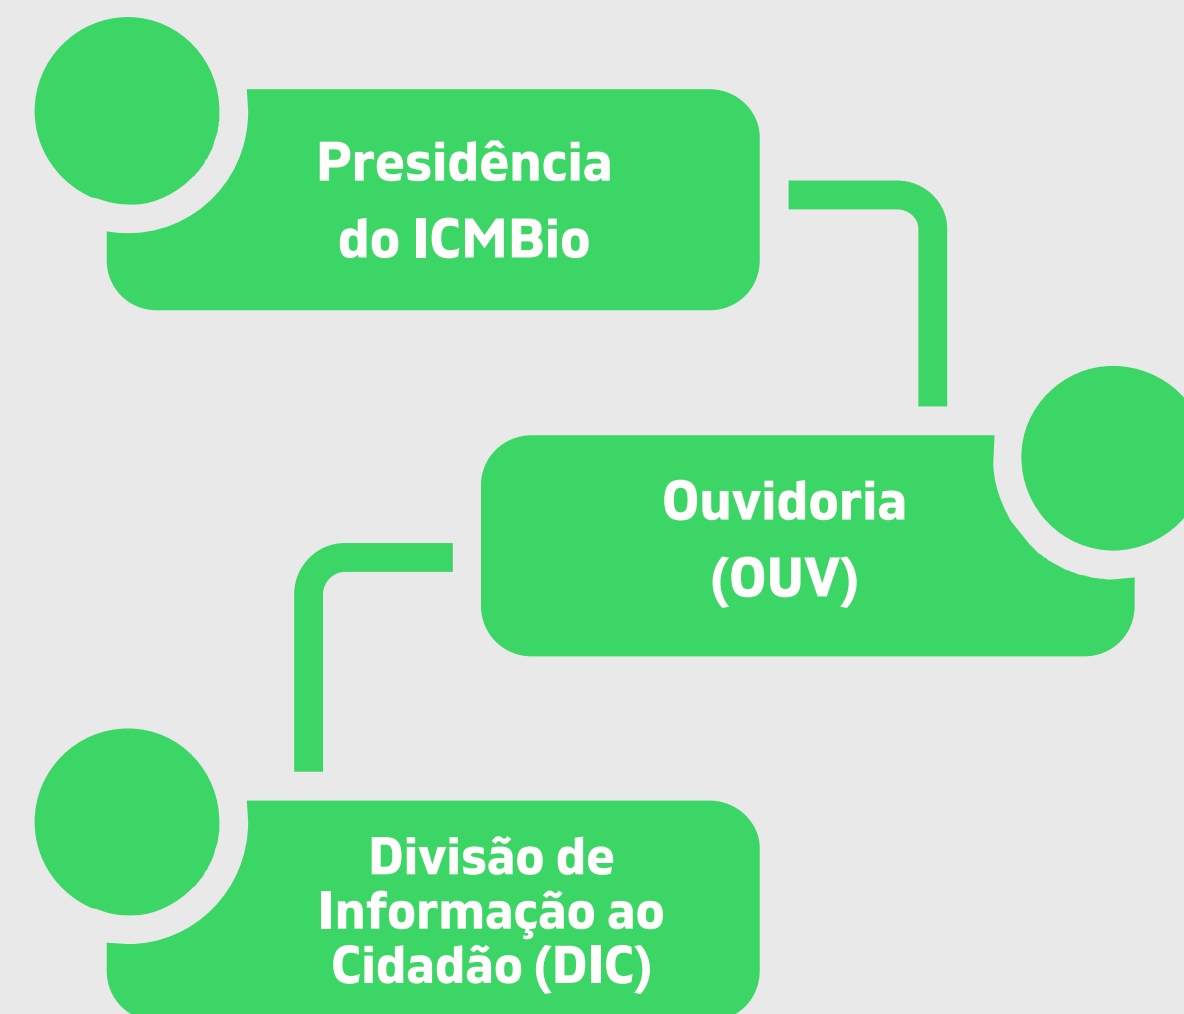 Presidência
do ICMBio
Ouvidoria
(OUV)
Divisão de
Informação ao
Cidadão (DIC)